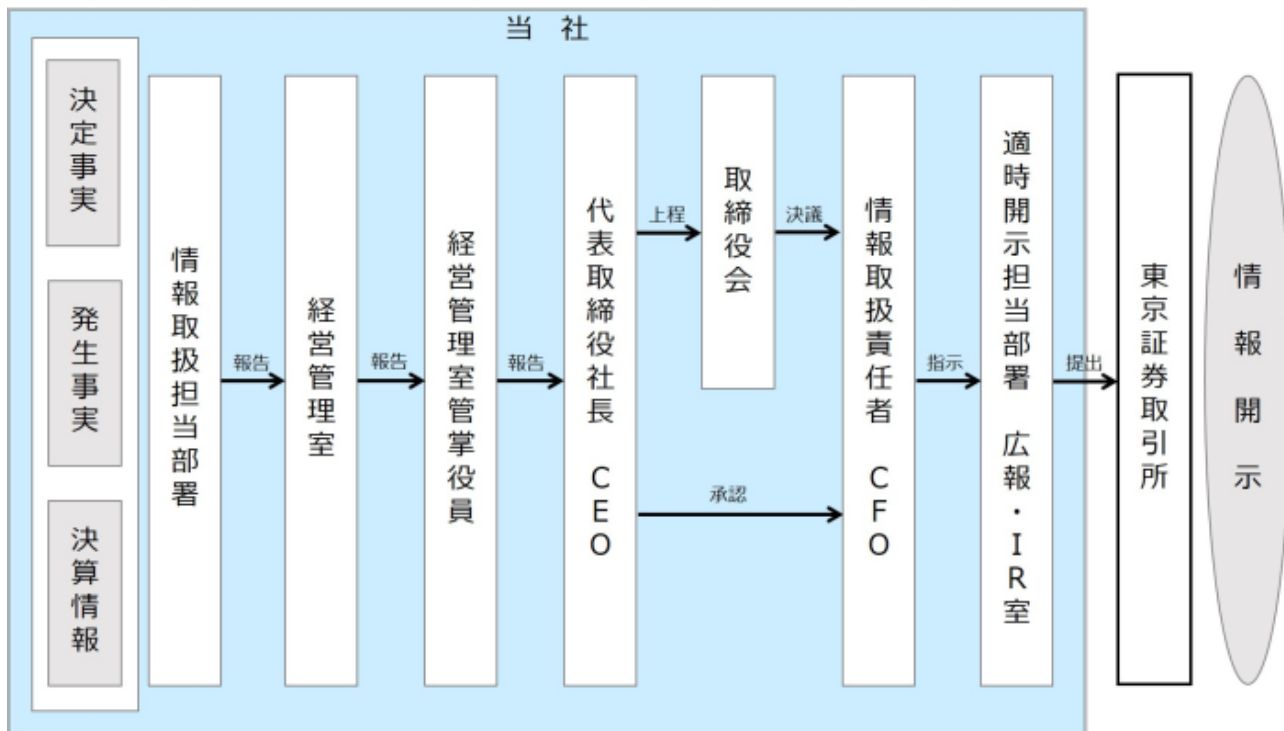 当 社
決定事実
発生事実
決算情報
情報取扱担当部署
報告
経営管理室
報告
経営管理室管掌役員
報告
代表取締役社長 CEO
上程
承認
取締役会
決議
情報取扱責任者 CFO
指示
適時開示担当部署 広報・IR室
提出
東京証券取引所
情報開示